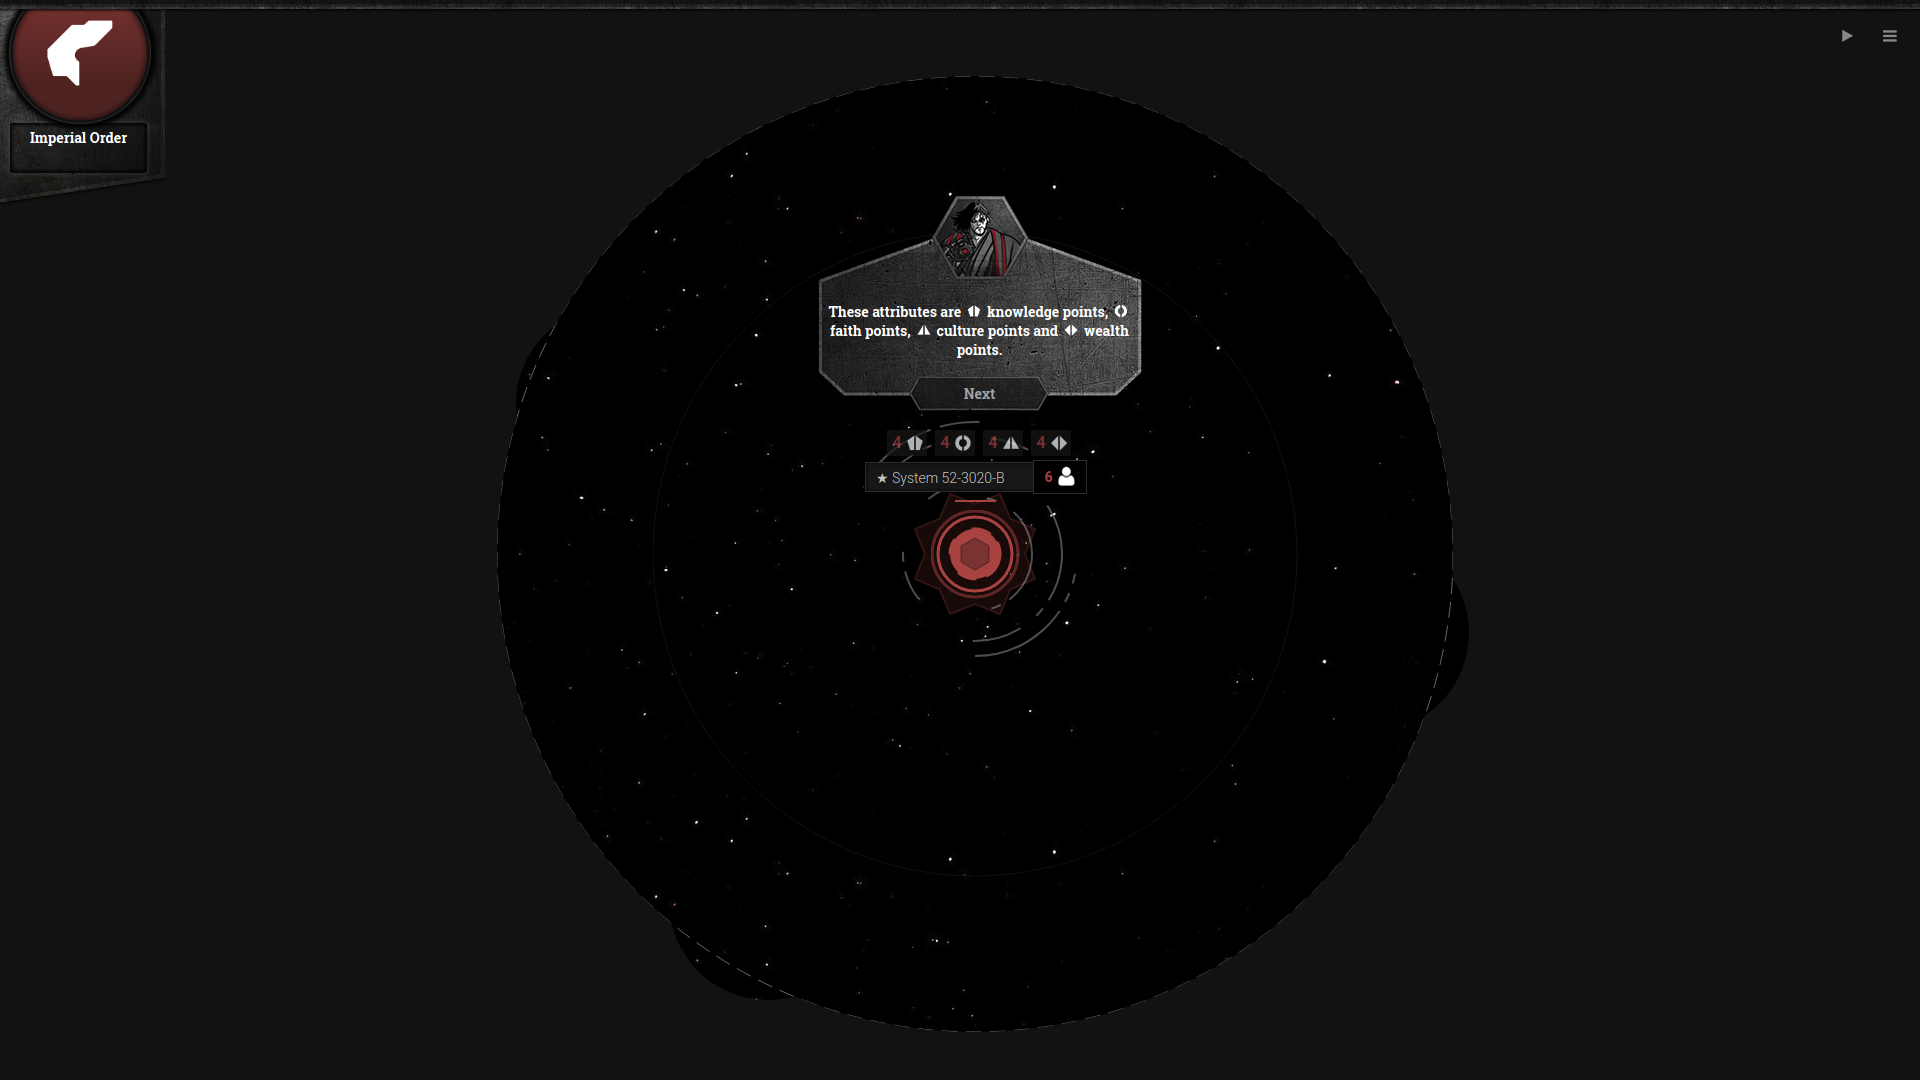 Imperial Order
These attributes are knowledge points,
faith points, culture points and wealth
points.
Next
4 4 4 4
★ System 52-3020-B 6